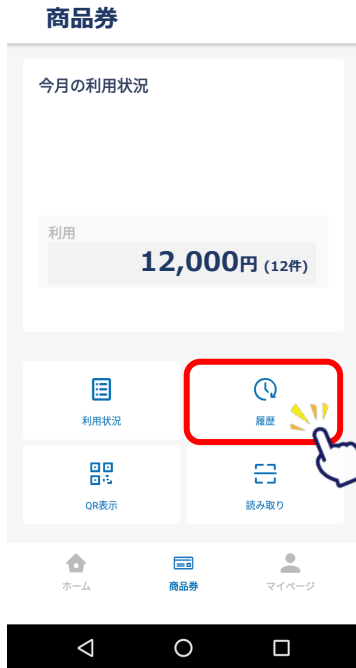 商品券
今月の利用状況
利用
12,000円 (12件)
利用状況
履歴
QR表示
読み取り
ホーム
商品券
マイページ